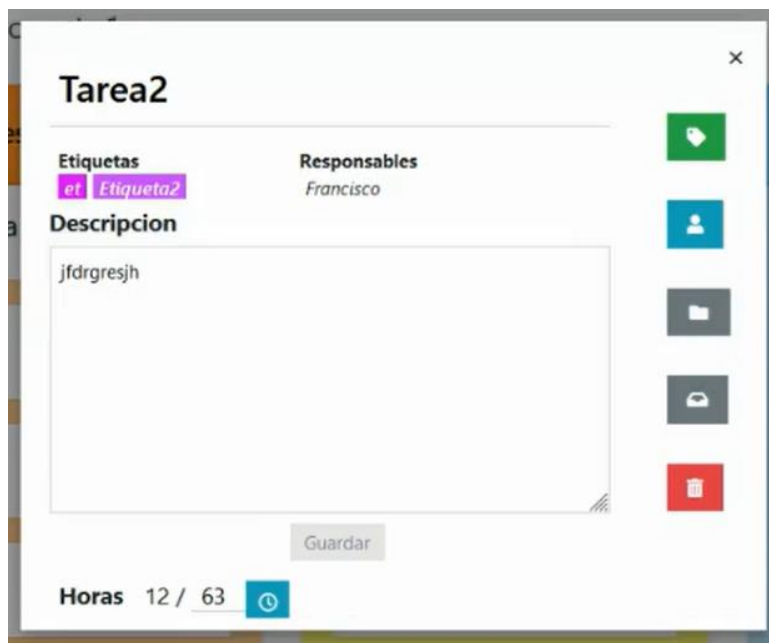 Tarea2
Etiquetas
Responsables
et Etiqueta2
Francisco
Descripcion
jfdrgresjh
Guardar
Horas 12 / 63